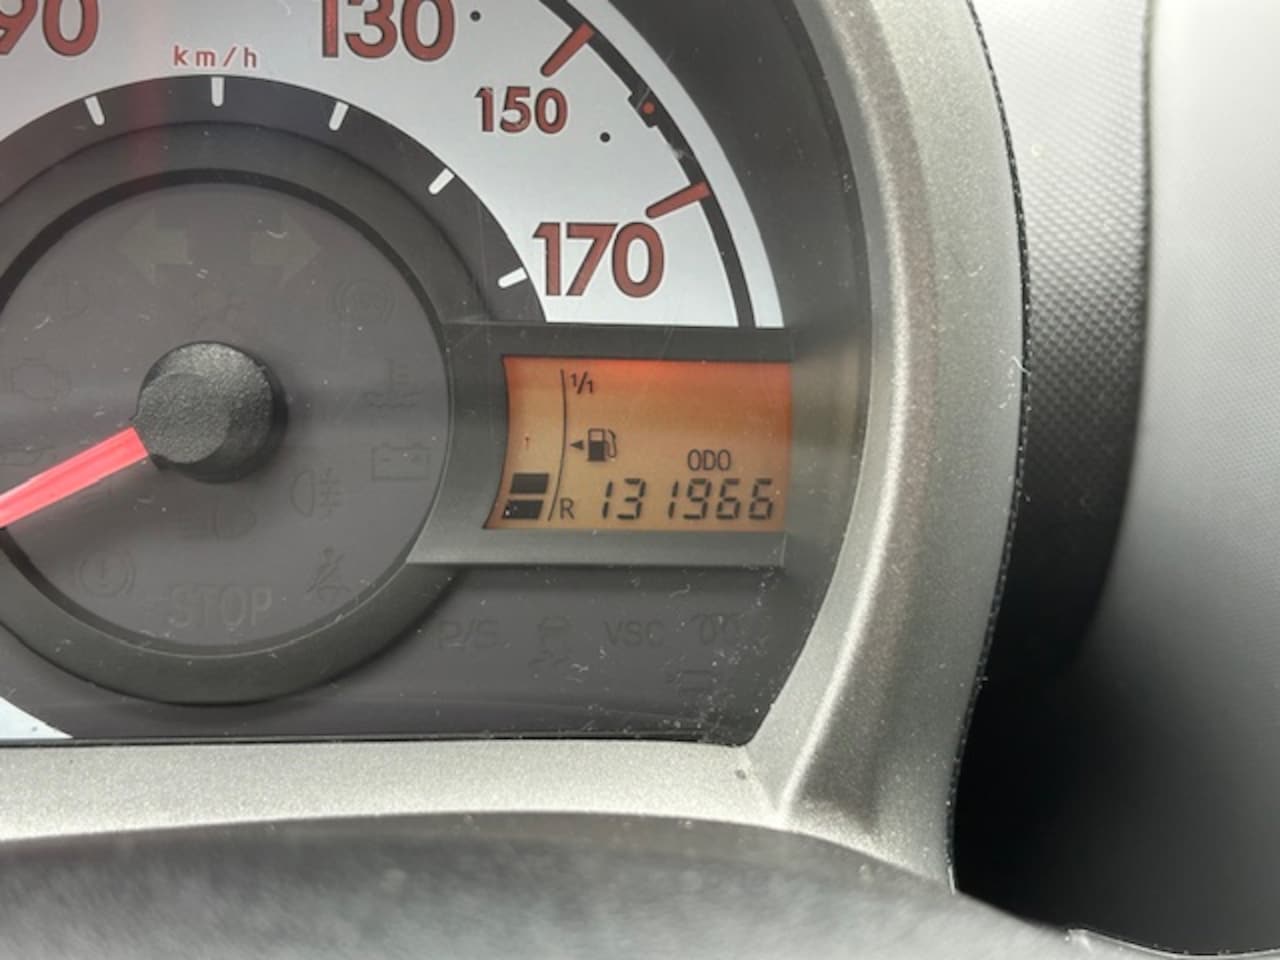 90
130
km/h
150
170
1/1
ODO
R 131966
STOP
P/S
VSC